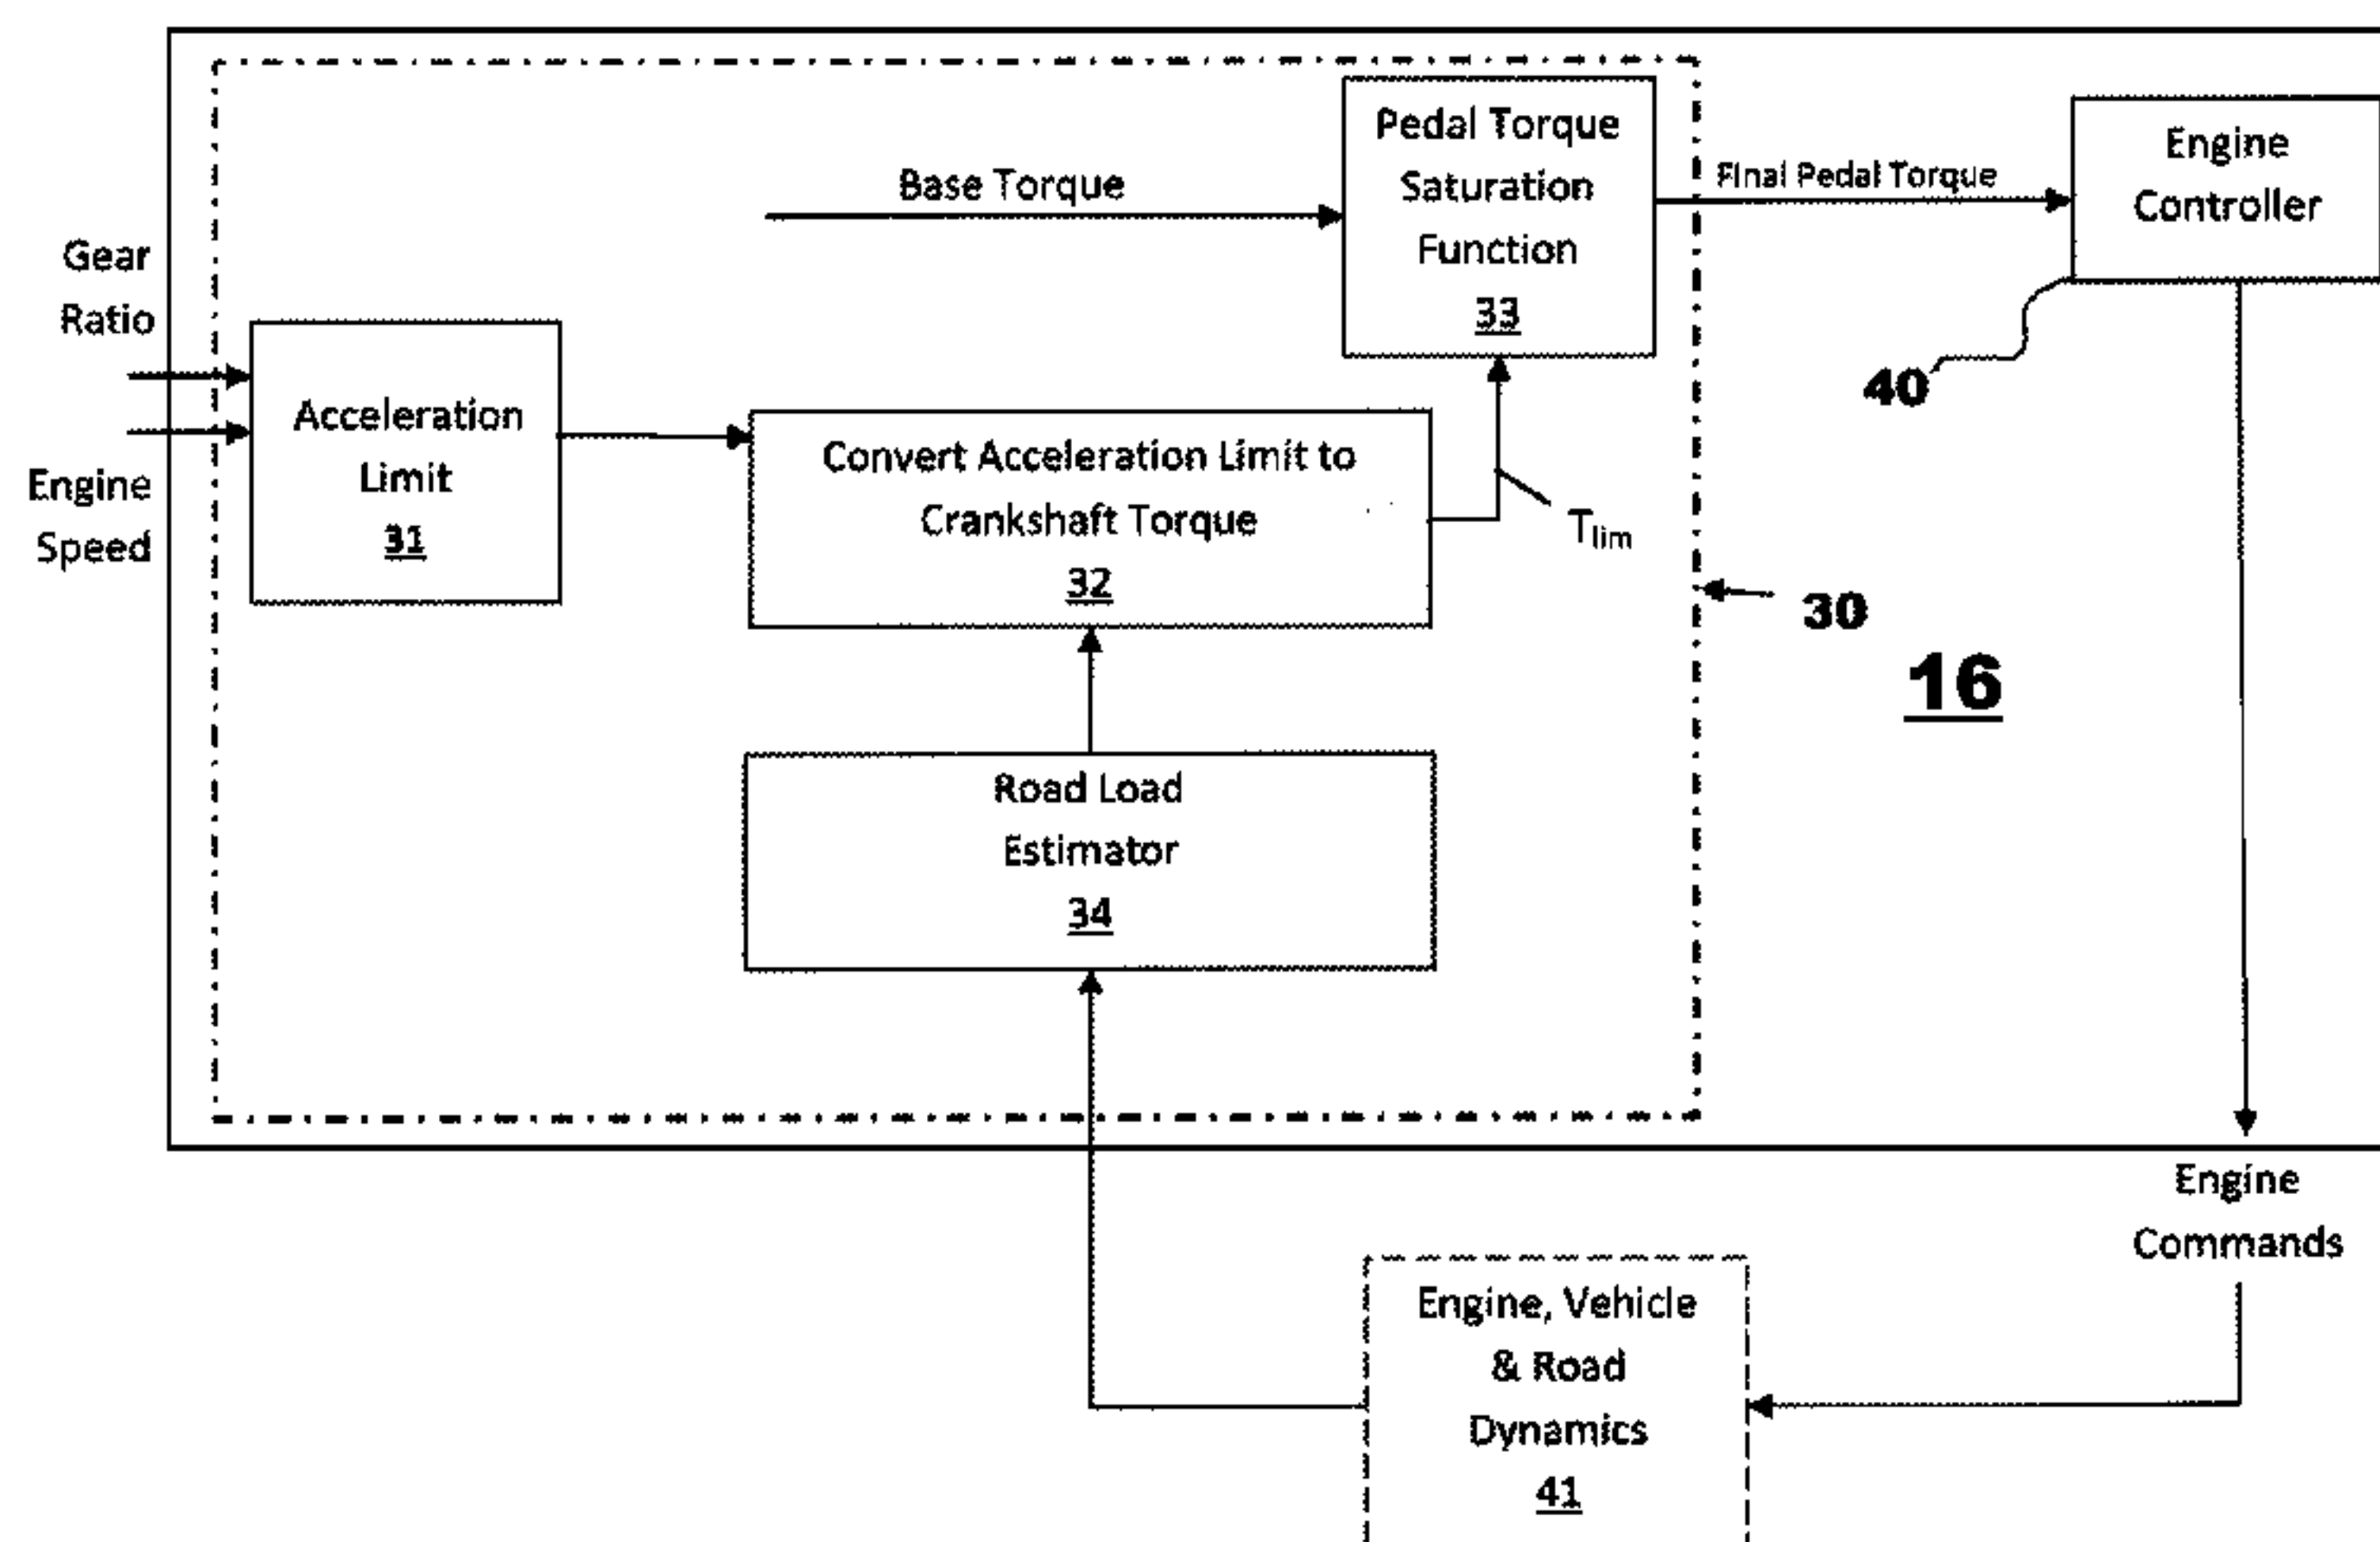 Pedal Torque
Saturation
Function
33
Engine
Controller
Base Torque
Final Pedal Torque
Gear
Ratio
Engine
Speed
Acceleration
Limit
31
Convert Acceleration Limit to
Crankshaft Torque
32
Tlim
40
30
16
Road Load
Estimator
34
Engine
Commands
Engine, Vehicle
& Road
Dynamics
41